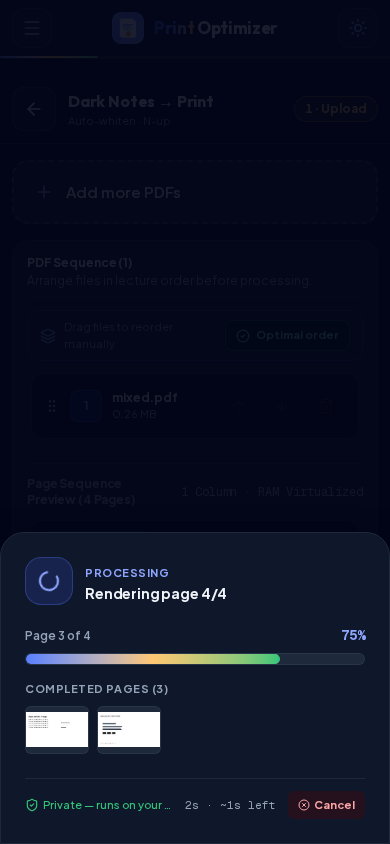 Print Optimizer
Dark Notes → Print
Auto-whiten · N-up
1 · Upload
Add more PDFs
PDF Sequence (1)
Arrange files in lecture order before processing.
Drag files to reorder
manually.
Optimal order
1
mixed.pdf
0.26 MB
Page Sequence
Preview (4 Pages)
1 Column
RAM Virtualized
PROCESSING
Rendering page 4/4
Page 3 of 4
75%
COMPLETED PAGES (3)
Private — runs on your …
2s · ~1s left
Cancel